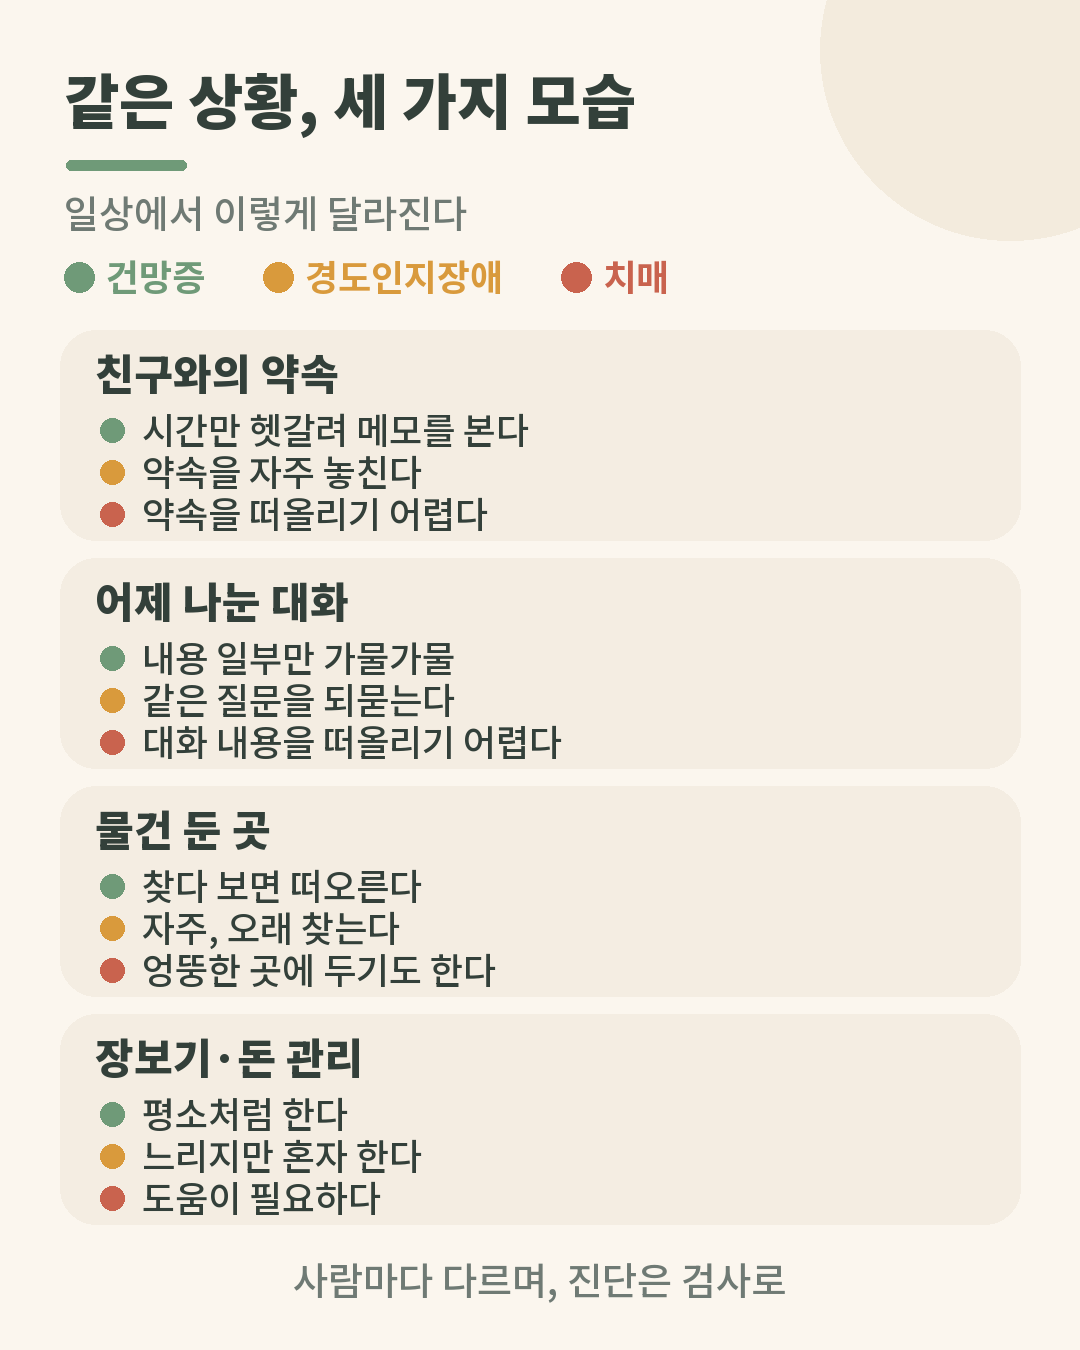 같은 상황, 세 가지 모습
일상에서 이렇게 달라진다
건망증 경도인지장애 치매
친구와의 약속
시간만 헷갈려 메모를 본다
약속을 자주 놓친다
약속을 떠올리기 어렵다
어제 나눈 대화
내용 일부만 가물가물
같은 질문을 되묻는다
대화 내용을 떠올리기 어렵다
물건 둔 곳
찾다 보면 떠오른다
자주, 오래 찾는다
엉뚱한 곳에 두기도 한다
장보기·돈 관리
평소처럼 한다
느리지만 혼자 한다
도움이 필요하다
사람마다 다르며, 진단은 검사로